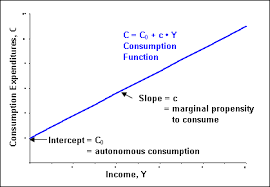 C = C₀ + c • Y
Consumption
Function
Consumption Expenditures, C
Slope = c
= marginal propensity
to consume
Intercept = C₀
= autonomous consumption
Income, Y